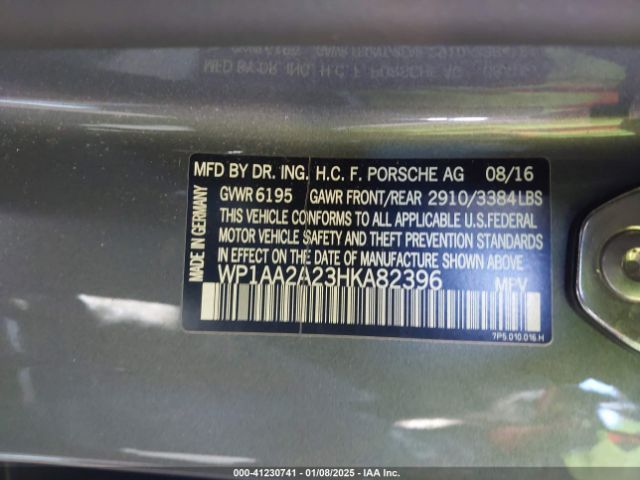 MFD BY DR. ING. H.C. F. PORSCHE AG 08/16
GVWR 6195 GAWR FRONT/REAR 2910/3384LBS
THIS VEHICLE CONFORMS TO ALL APPLICABLE U.S.FEDERAL
MOTOR VEHICLE SAFETY AND THEFT PREVENTION STANDARDS
IN EFFECT ON THE DATE OF MANUFACTURE SHOWN ABOVE
WP1AA2A23HKA82396 MPV
7P5.010.016.H
MADE IN GERMANY
000-41230741 | 01/08/2025 - IAA Inc.